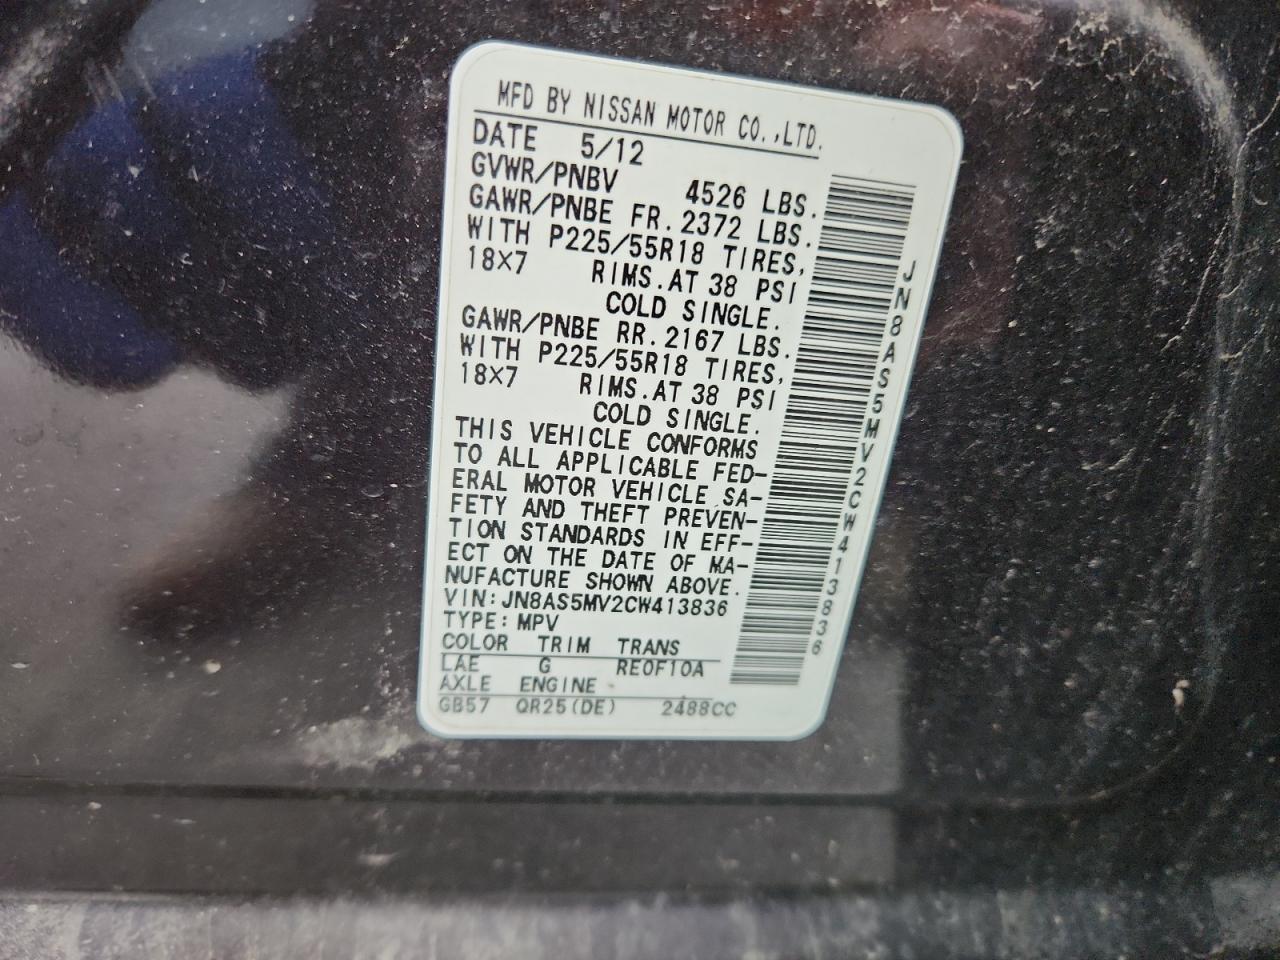 MFD BY NISSAN MOTOR CO.,LTD.
DATE 5/12
GVWR/PNBV 4526 LBS.
GAWR/PNBE FR.2372 LBS.
WITH P225/55R18 TIRES,
18X7 RIMS.AT 38 PSI
COLD SINGLE.
GAWR/PNBE RR.2167 LBS.
WITH P225/55R18 TIRES,
18X7 RIMS.AT 38 PSI
COLD SINGLE.
THIS VEHICLE CONFORMS
TO ALL APPLICABLE FED-
ERAL MOTOR VEHICLE SA-
FETY AND THEFT PREVEN-
TION STANDARDS IN EFF-
ECT ON THE DATE OF MA-
NUFACTURE SHOWN ABOVE.
VIN:JN8AS5MV2CW413836
TYPE:MPV
COLOR TRIM TRANS
LAE G RE0F10A
AXLE ENGINE
GB57 QR25(DE) 2488CC
JN8AS5MV2CW413836